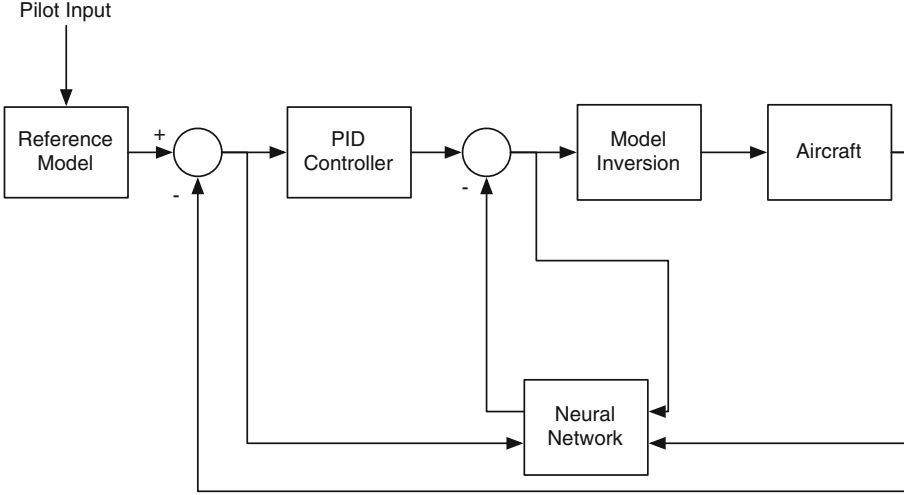 Pilot Input
Reference
Model
+
-
PID
Controller
-
Model
Inversion
Aircraft
Neural
Network